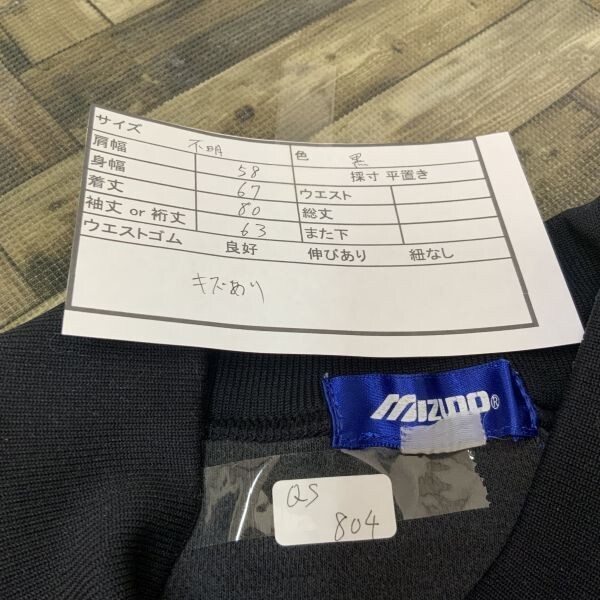 サイズ 不明 色 黒
肩幅 58 採寸 平置き
身幅 67 ウエスト
着丈 80 総丈
袖丈 or 裄丈 63 また下
ウエストゴム 良好 伸びあり 紐なし
キズあり
MIZUNO®
QS
804